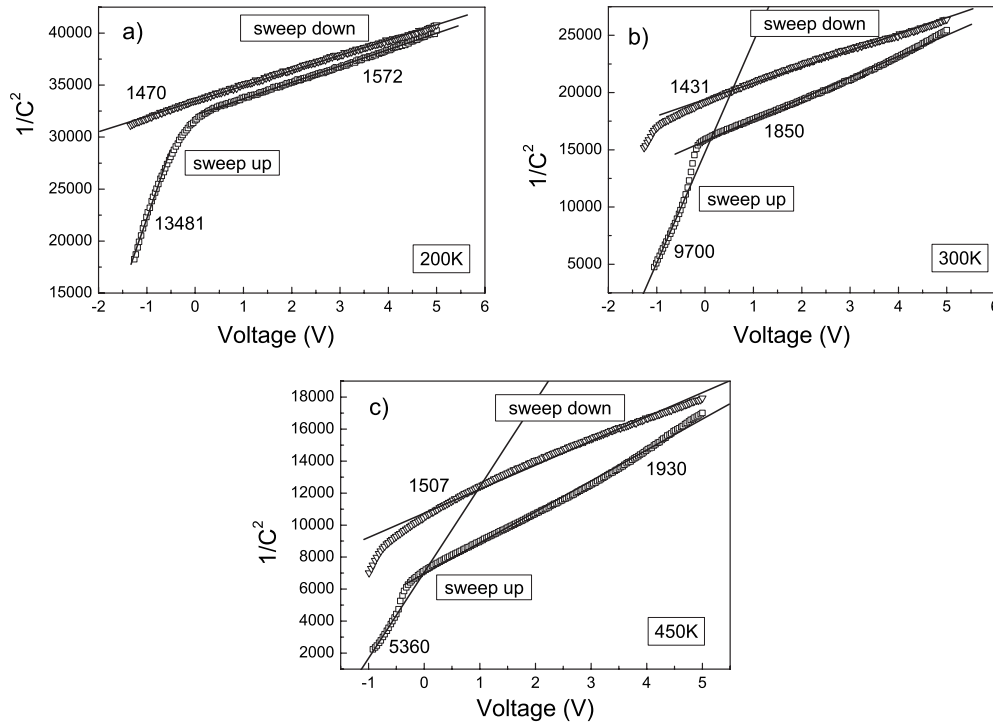 a)
sweep down
1470
1572
sweep up
13481
200K
1/C²
40000
35000
30000
25000
20000
15000
-2 -1 0 1 2 3 4 5 6
Voltage (V)
b)
sweep down
1431
1850
sweep up
9700
300K
1/C²
25000
20000
15000
10000
5000
-2 -1 0 1 2 3 4 5 6
Voltage (V)
c)
sweep down
1507
1930
sweep up
5360
450K
1/C²
18000
16000
14000
12000
10000
8000
6000
4000
2000
-1 0 1 2 3 4 5
Voltage (V)